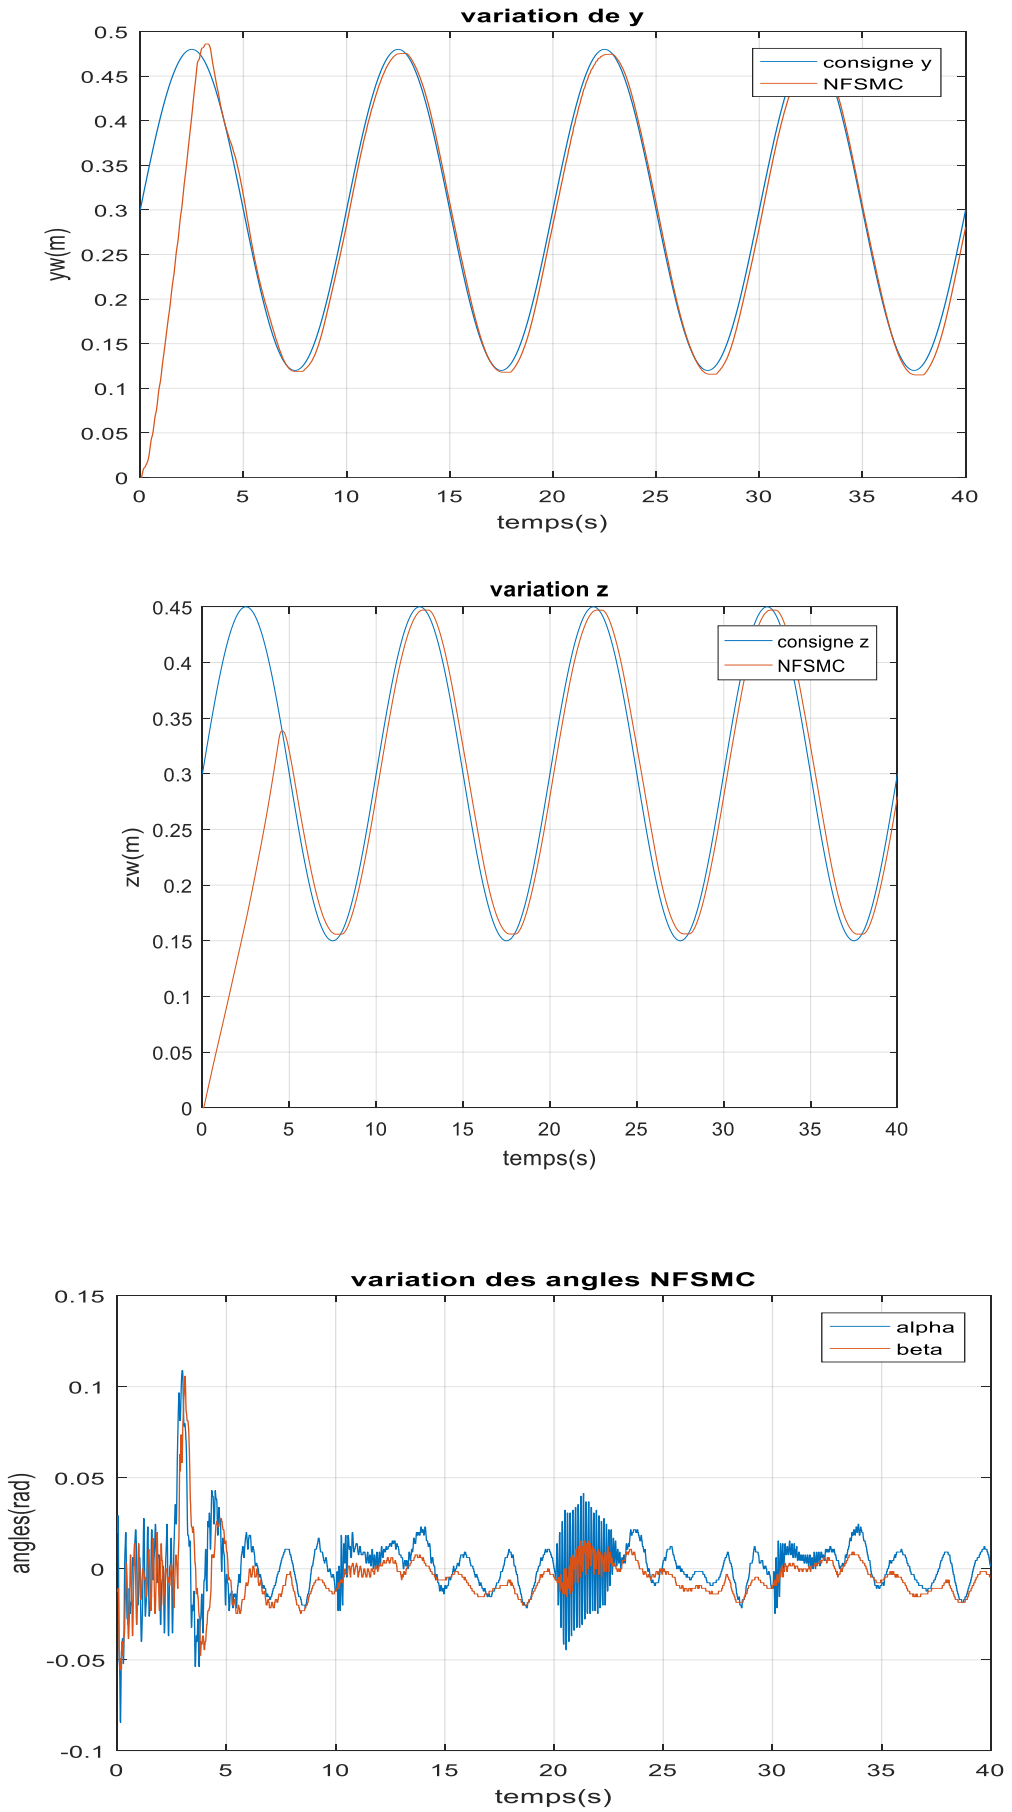 variation de y
0.5
0.45
0.4
0.35
0.3
0.25
0.2
0.15
0.1
0.05
0
yw(m)
consigne y
NFSMC
0 5 10 15 20 25 30 35 40
temps(s)
variation z
0.45
0.4
0.35
0.3
0.25
0.2
0.15
0.1
0.05
0
zw(m)
consigne z
NFSMC
0 5 10 15 20 25 30 35 40
temps(s)
variation des angles NFSMC
0.15
0.1
0.05
0
-0.05
-0.1
angles(rad)
alpha
beta
0 5 10 15 20 25 30 35 40
temps(s)